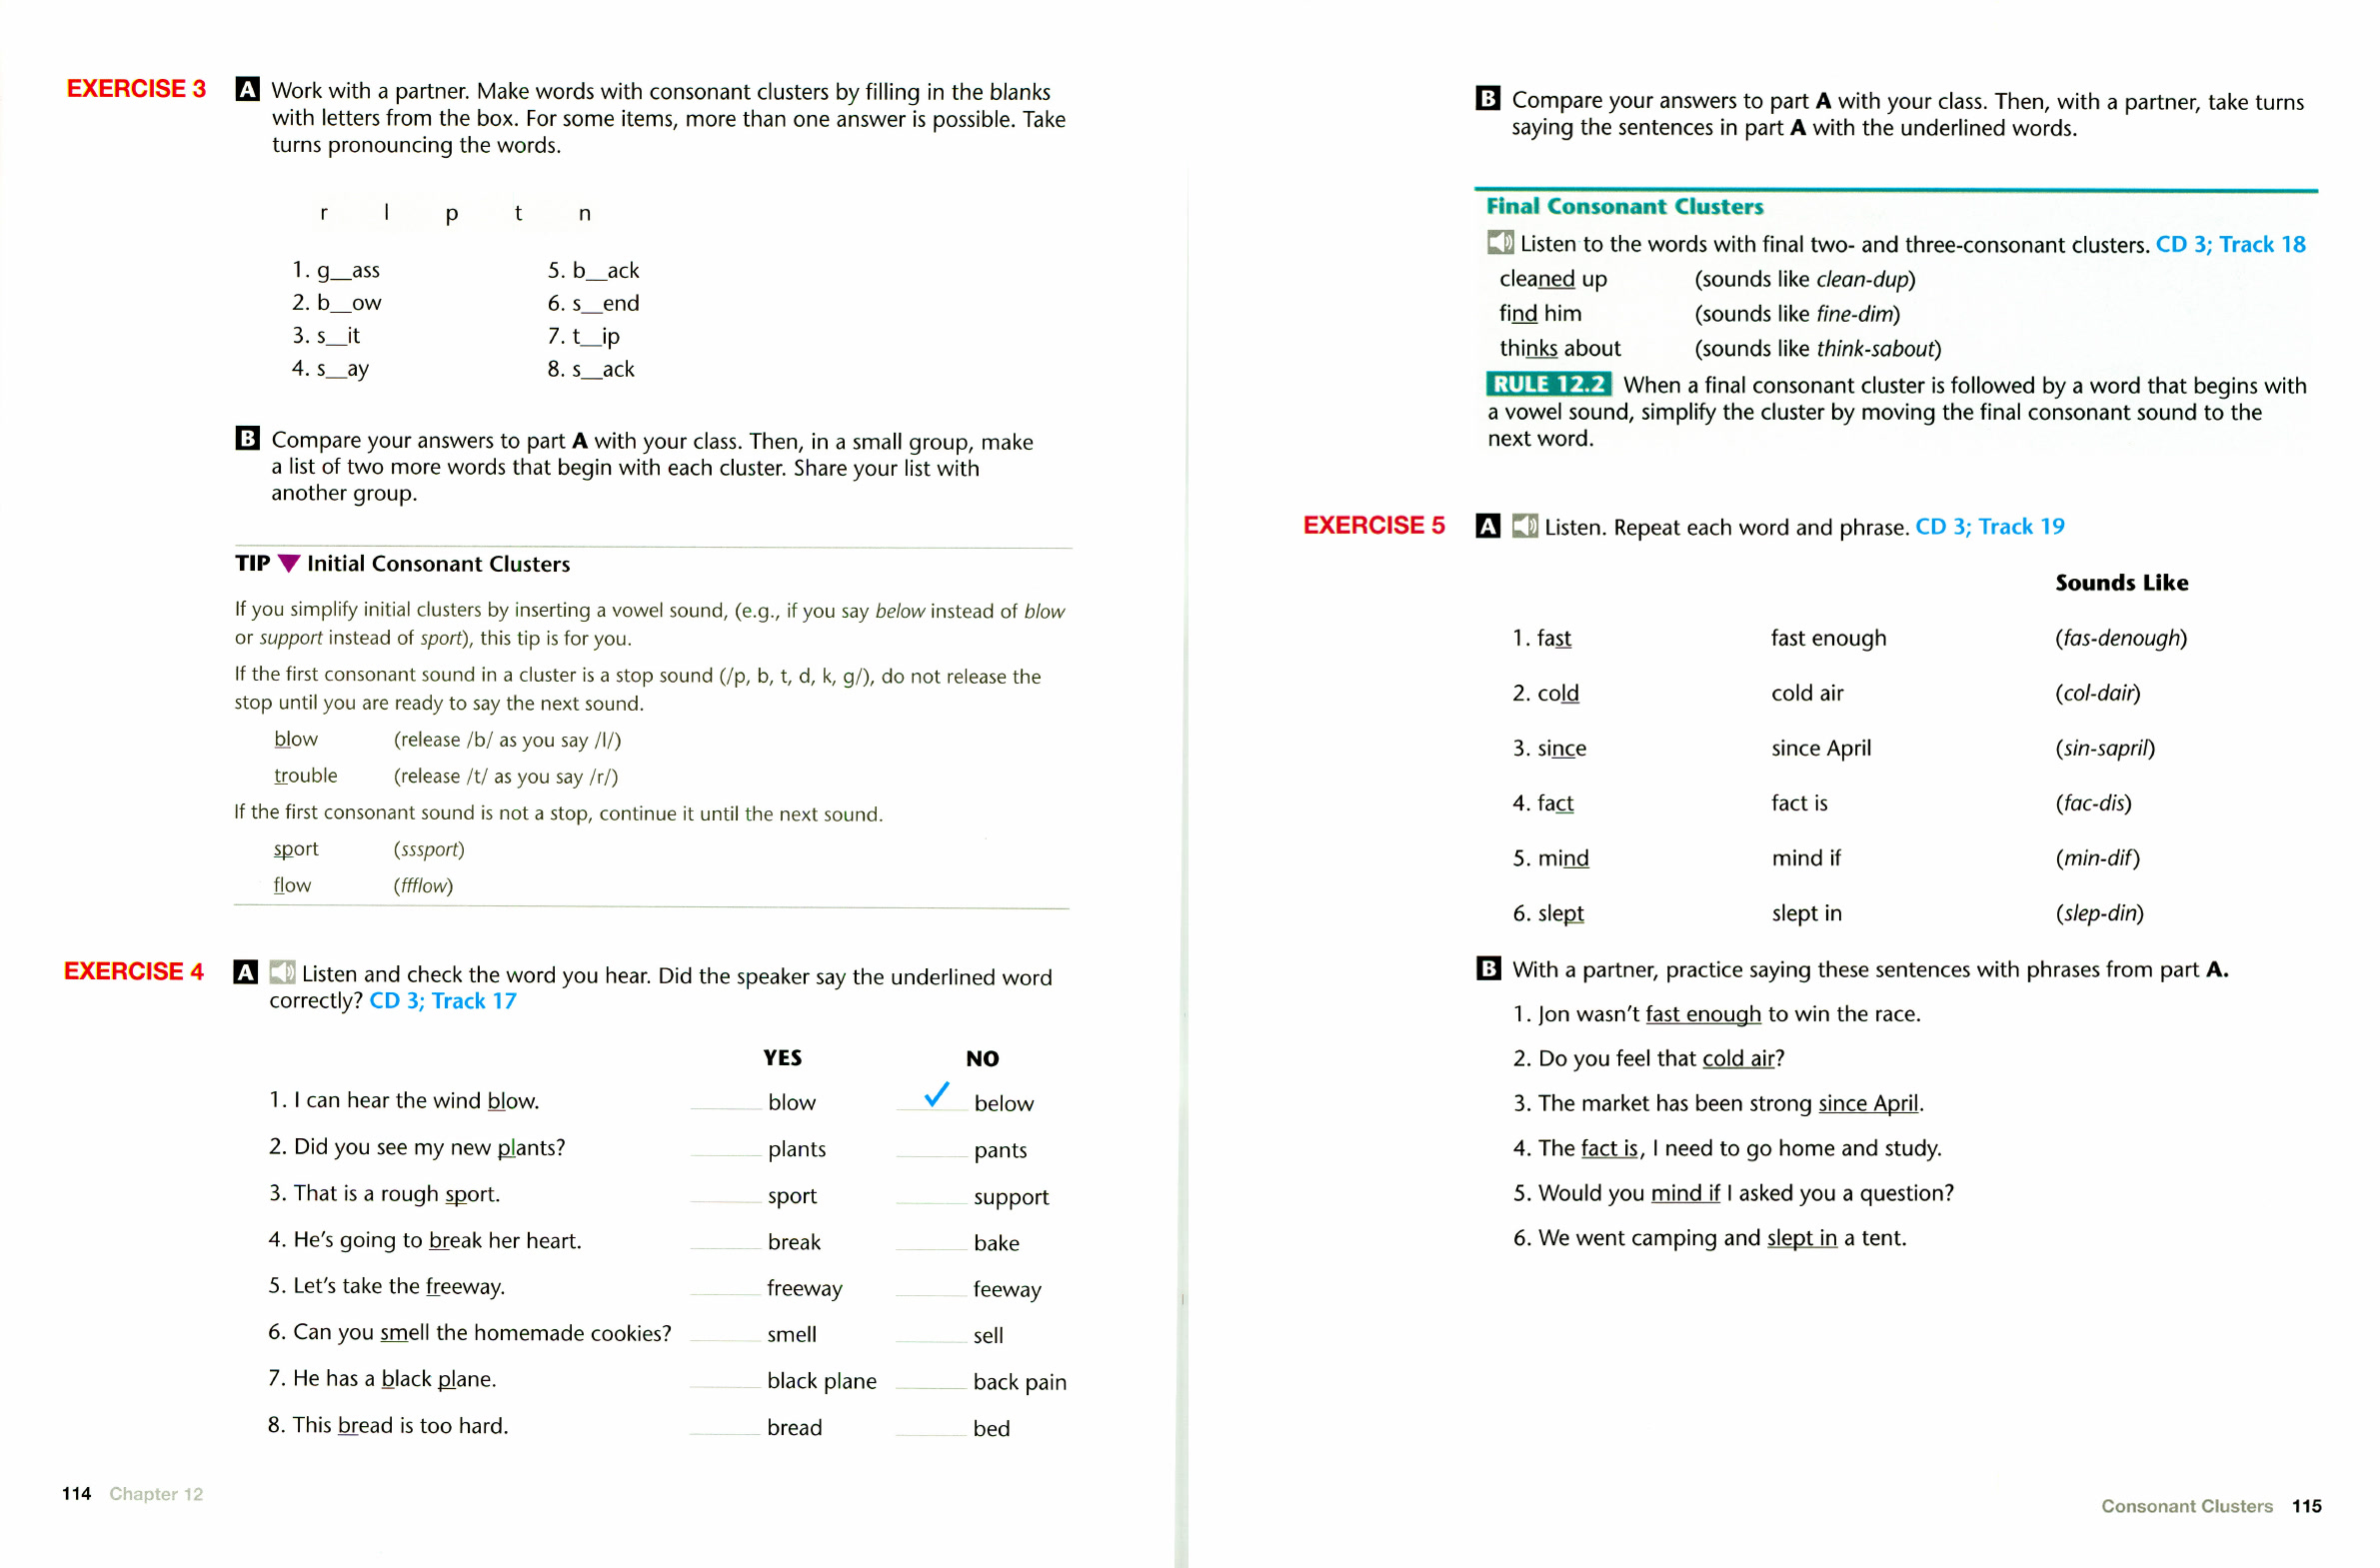 EXERCISE 3 A Work with a partner. Make words with consonant clusters by filling in the blanks
with letters from the box. For some items, more than one answer is possible. Take
turns pronouncing the words.
r l p t n
1. g__ass 5. b__ack
2. b__ow 6. s__end
3. s__it 7. t__ip
4. s__ay 8. s__ack
B Compare your answers to part A with your class. Then, in a small group, make
a list of two more words that begin with each cluster. Share your list with
another group.
TIP ▼ Initial Consonant Clusters
If you simplify initial clusters by inserting a vowel sound, (e.g., if you say below instead of blow
or support instead of sport), this tip is for you.
If the first consonant sound in a cluster is a stop sound (/p, b, t, d, k, g/), do not release the
stop until you are ready to say the next sound.
blow (release /b/ as you say /l/)
trouble (release /t/ as you say /r/)
If the first consonant sound is not a stop, continue it until the next sound.
sport (sssport)
flow (ffflow)
EXERCISE 4 A Listen and check the word you hear. Did the speaker say the underlined word
correctly? CD 3; Track 17
YES NO
1. I can hear the wind blow. ______ blow ___✓___ below
2. Did you see my new plants? ______ plants ______ pants
3. That is a rough sport. ______ sport ______ support
4. He's going to break her heart. ______ break ______ bake
5. Let's take the freeway. ______ freeway ______ feeway
6. Can you smell the homemade cookies? ______ smell ______ sell
7. He has a black plane. ______ black plane ______ back pain
8. This bread is too hard. ______ bread ______ bed
114 Chapter 12
B Compare your answers to part A with your class. Then, with a partner, take turns
saying the sentences in part A with the underlined words.
Final Consonant Clusters
Listen to the words with final two- and three-consonant clusters. CD 3; Track 18
cleaned up (sounds like clean-dup)
find him (sounds like fine-dim)
thinks about (sounds like think-sabout)
RULE 12.2 When a final consonant cluster is followed by a word that begins with
a vowel sound, simplify the cluster by moving the final consonant sound to the
next word.
EXERCISE 5 A Listen. Repeat each word and phrase. CD 3; Track 19
Sounds Like
1. fast fast enough (fas-denough)
2. cold cold air (col-dair)
3. since since April (sin-sapril)
4. fact fact is (fac-dis)
5. mind mind if (min-dif)
6. slept slept in (slep-din)
B With a partner, practice saying these sentences with phrases from part A.
1. Jon wasn't fast enough to win the race.
2. Do you feel that cold air?
3. The market has been strong since April.
4. The fact is, I need to go home and study.
5. Would you mind if I asked you a question?
6. We went camping and slept in a tent.
Consonant Clusters 115